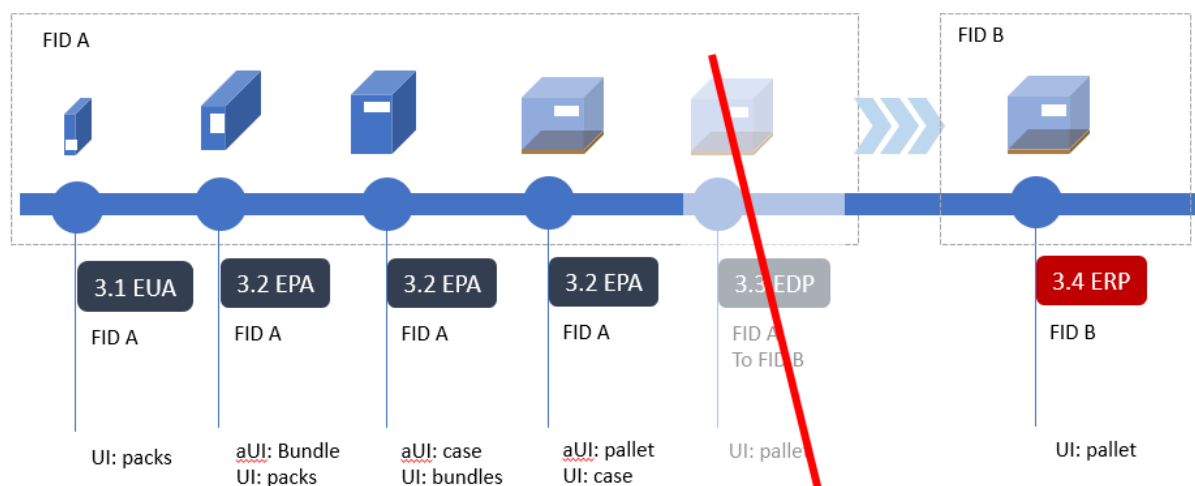 FID A
FID B
3.1 EUA
3.2 EPA
3.2 EPA
3.2 EPA
3.3 EDP
3.4 ERP
FID A
FID A
FID A
FID A
FID A
To FID B
FID B
UI: packs
aUI: Bundle
UI: packs
aUI: case
UI: bundles
aUI: pallet
UI: case
UI: pallet
UI: pallet